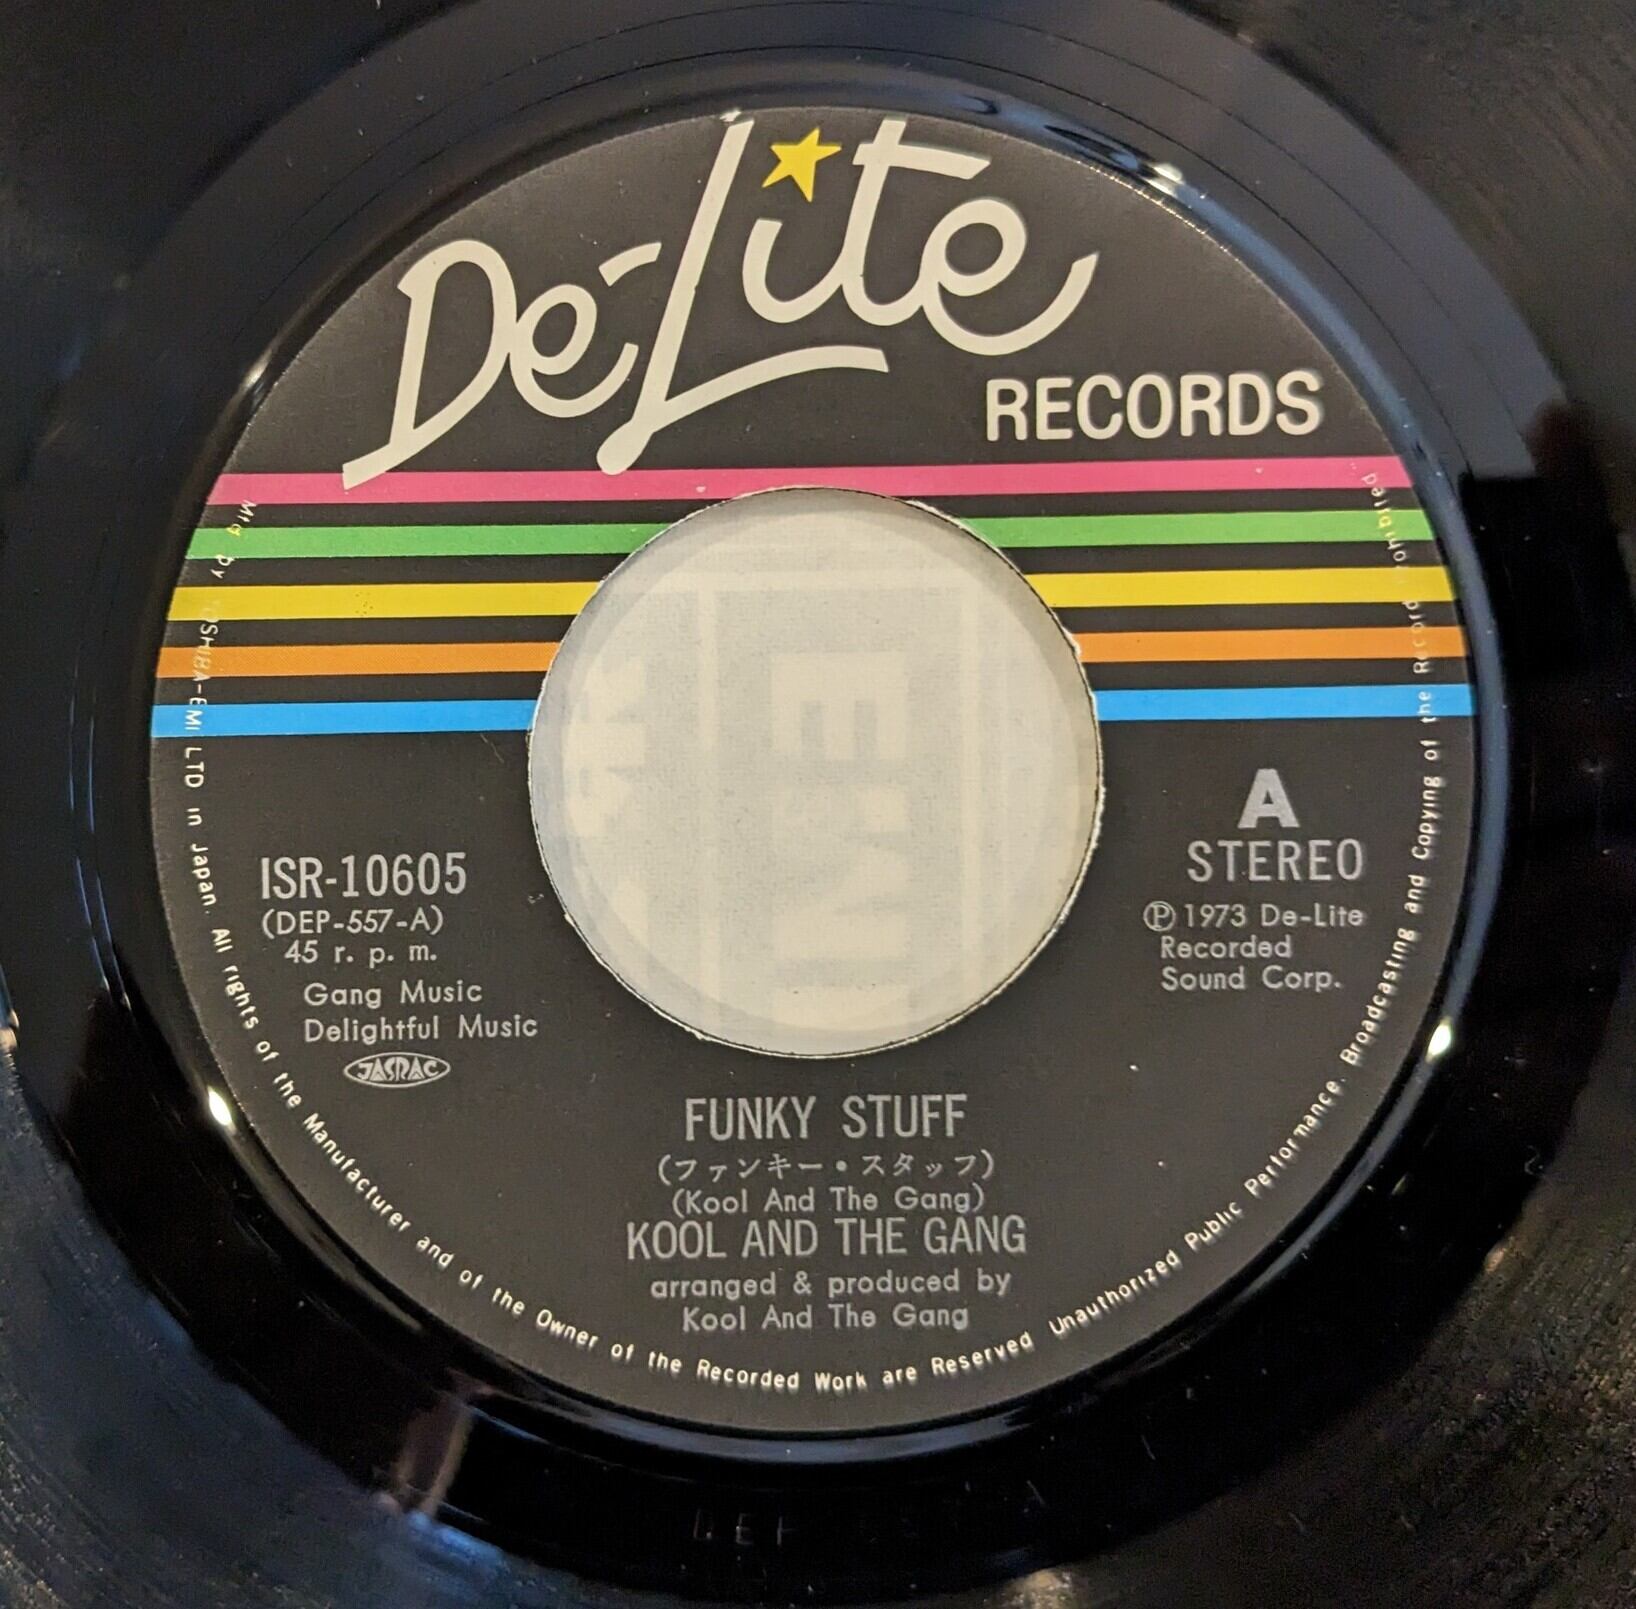 De-Lite
RECORDS
ISR-10605
(DEP-557-A)
45 r. p. m.
Gang Music
Delightful Music
JASRAC
A
STEREO
Ⓟ 1973 De-Lite
Recorded
Sound Corp.
FUNKY STUFF
(ファンキー・スタッフ)
(Kool And The Gang)
KOOL AND THE GANG
arranged & produced by
Kool And The Gang
Mfd by TOSHIBA-EMI LTD in Japan. All rights of the Manufacturer and of the Owner of the Recorded Work are Reserved Unauthorized Public Performance. Broadcasting and Copying of the Record Prohibited